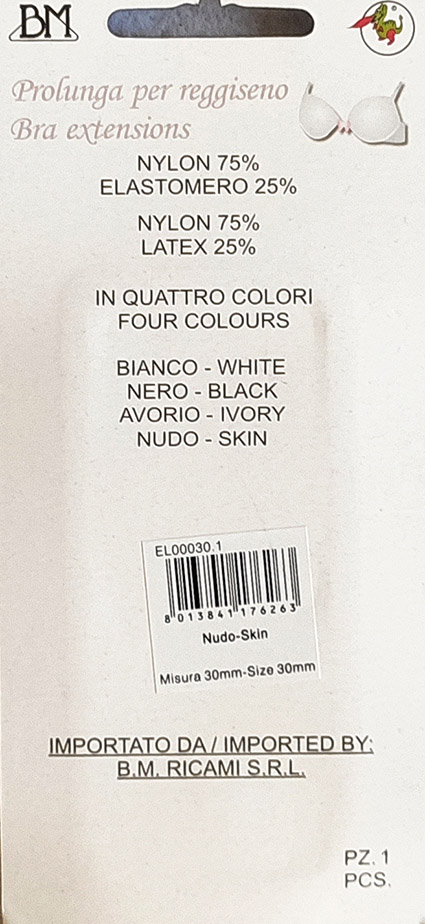 BM
Prolunga per reggiseno
Bra extensions
NYLON 75%
ELASTOMERO 25%
NYLON 75%
LATEX 25%
IN QUATTRO COLORI
FOUR COLOURS
BIANCO - WHITE
NERO - BLACK
AVORIO - IVORY
NUDO - SKIN
EL00030.1
8 013841 176263
Nudo-Skin
Misura 30mm-Size 30mm
IMPORTATO DA / IMPORTED BY:
B.M. RICAMI S.R.L.
PZ. 1
PCS.